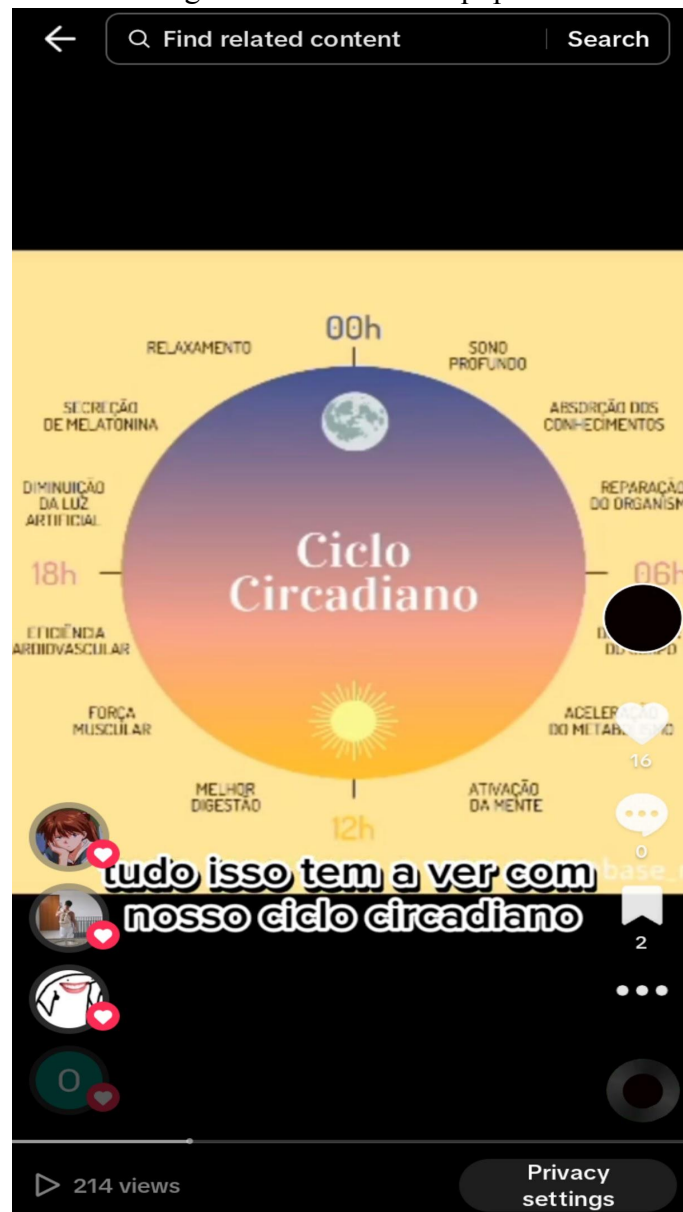 Find related content
Search
00h
RELAXAMENTO
SONO
PROFUNDO
SECREÇÃO
DE MELATONINA
ABSORÇÃO DOS
CONHECIMENTOS
DIMINUIÇÃO
DA LUZ
ARTIFICIAL
REPARAÇÃO
DO
Ciclo
Circadiano
18h
06h
EFICIÊNCIA
MUSCULAR
FORÇA
MELHOR
DIGESTÃO
ATIVAÇÃO
DA MENTE
12h
16
0
tudo isso tem a ver com
nosso ciclo circadiano
2
O
214 views
Privacy
settings